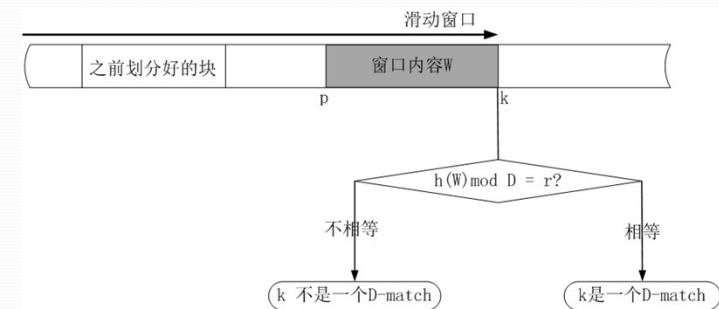 滑动窗口
之前划分好的块
窗口内容W
p
k
h(W)mod D = r?
不相等
相等
k 不是一个D-match
k是一个D-match